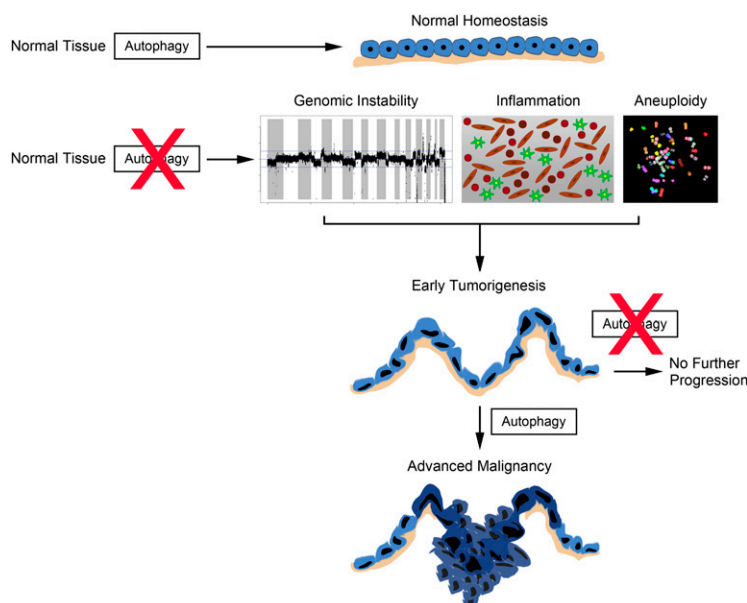 Normal Homeostasis
Normal Tissue Autophagy
Genomic Instability Inflammation Aneuploidy
Normal Tissue Autophagy
Early Tumorigenesis
Autophagy
No Further
Progression
Autophagy
Advanced Malignancy